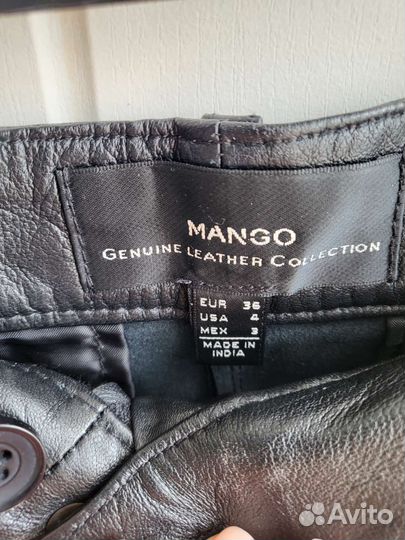 MANGO
GENUINE LEATHER COLLECTION
EUR 36
USA 4
MEX 3
MADE IN
INDIA
Avito